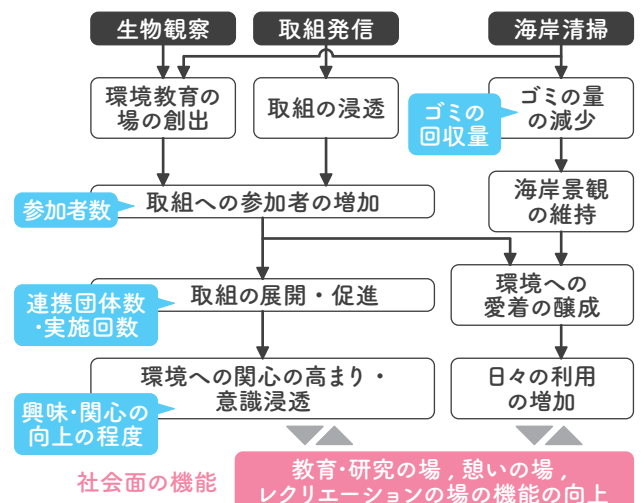 生物観察
取組発信
海岸清掃
環境教育の
場の創出
取組の浸透
ゴミの
回収量
ゴミの量
の減少
参加者数
取組への参加者の増加
海岸景観
の維持
連携団体数
・実施回数
取組の展開・促進
環境への
愛着の醸成
興味・関心の
向上の程度
環境への関心の高まり・
意識浸透
日々の利用
の増加
社会面の機能
教育・研究の場，憩いの場，
レクリエーションの場の機能の向上